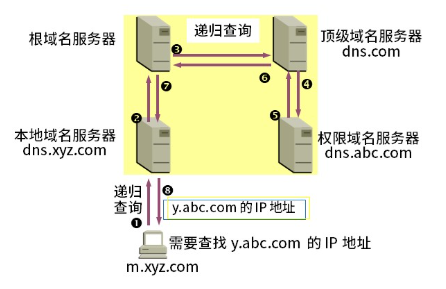 递归查询
根域名服务器
❸
顶级域名服务器
dns.com
❻
❹
❼
❷
❺
本地域名服务器
dns.xyz.com
权限域名服务器
dns.abc.com
递归
查询
❽
y.abc.com 的 IP 地址
❶
需要查找 y.abc.com 的 IP 地址
m.xyz.com